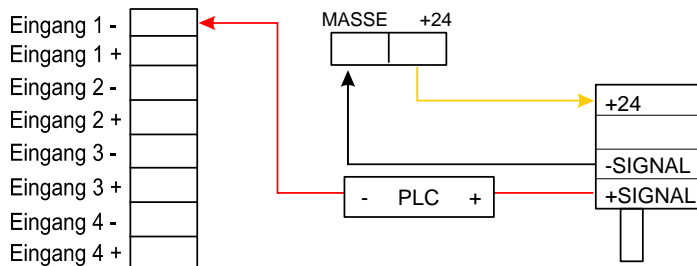 Eingang 1 -
Eingang 1 +
Eingang 2 -
Eingang 2 +
Eingang 3 -
Eingang 3 +
Eingang 4 -
Eingang 4 +
MASSE +24
- PLC +
+24
-SIGNAL
+SIGNAL